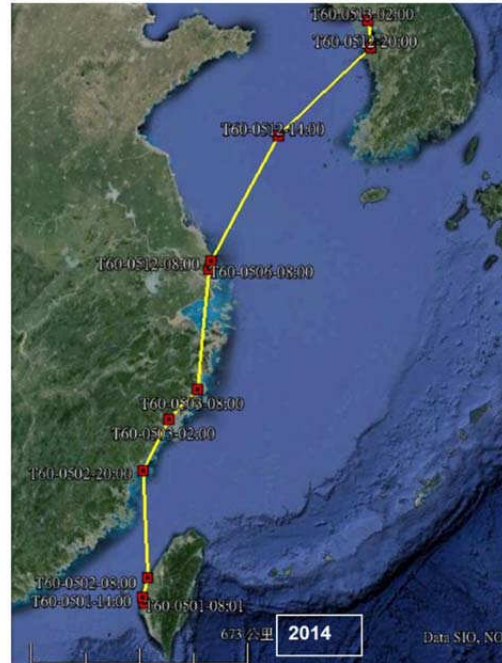 T60-0513-02:00
T60-0512-20:00
T60-0512-14:00
T60-0512-08:00
T60-0506-08:00
T60-0503-08:00
T60-0503-02:00
T60-0502-20:00
T60-0502-08:00
T60-0501-14:00
T60-0501-08:01
673 公里
2014
Data SIO, NO